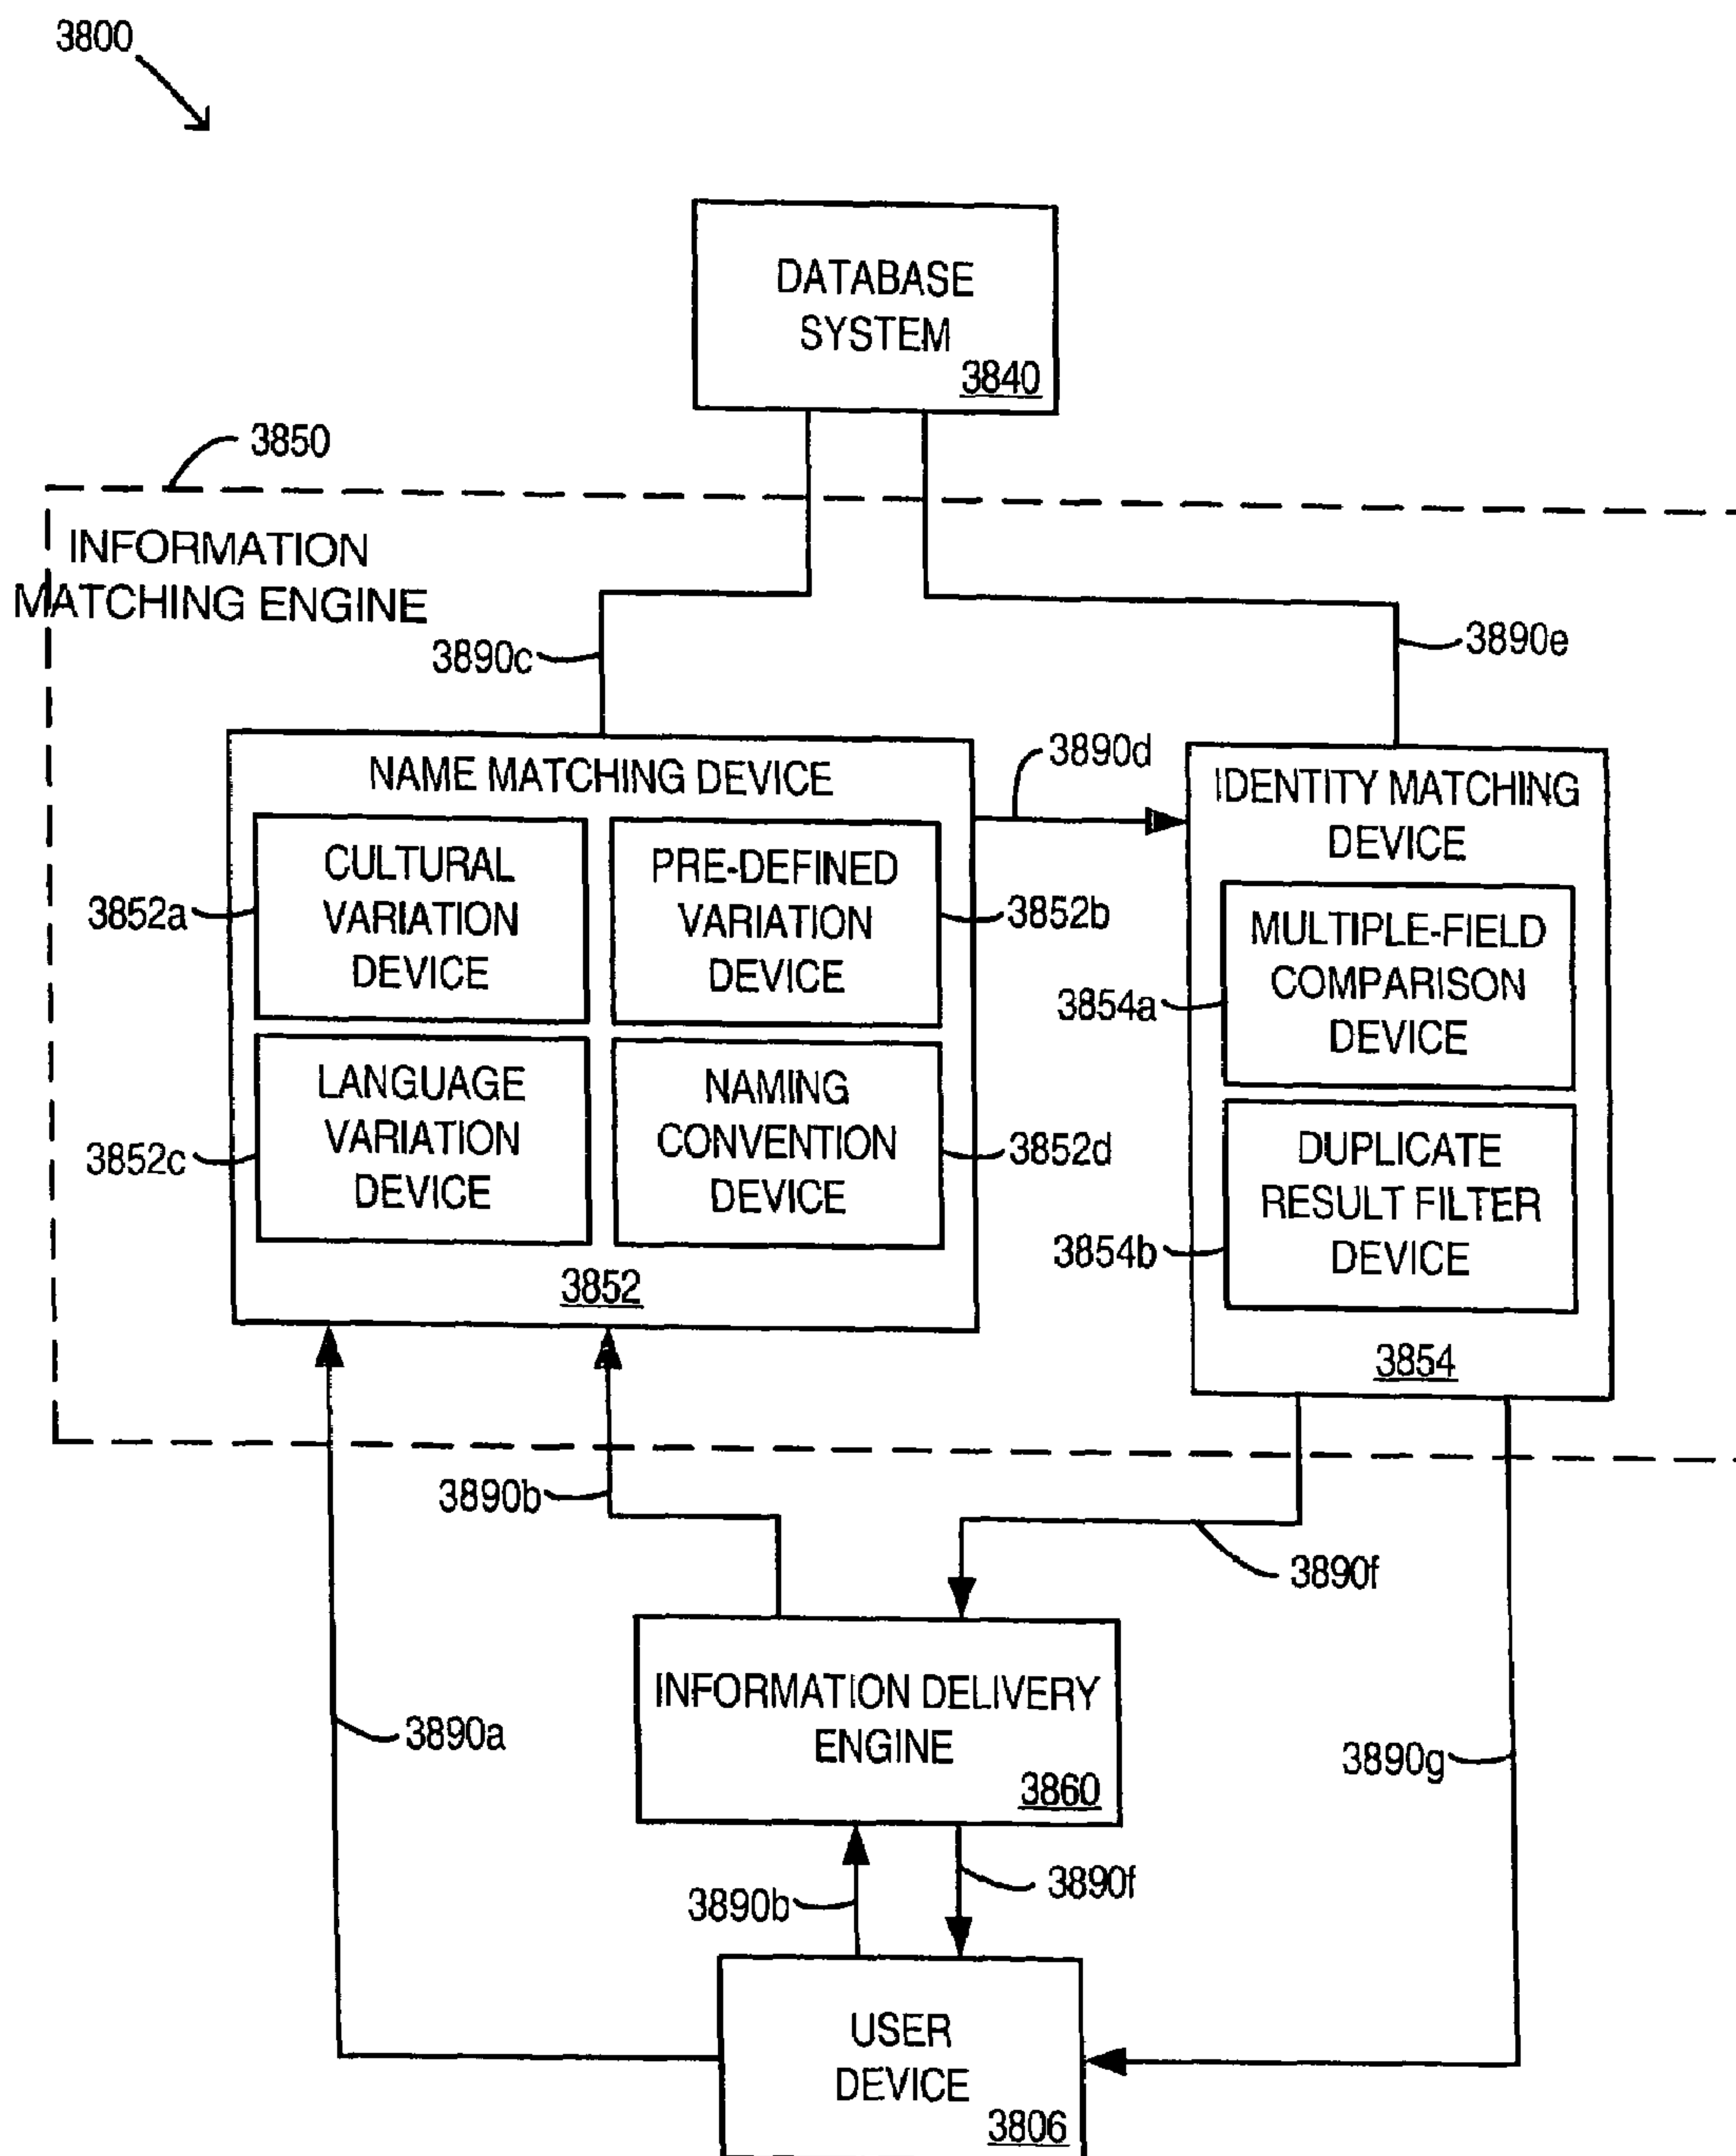 3800
DATABASE
SYSTEM
3840
3850
INFORMATION
MATCHING ENGINE
3890c
3890e
NAME MATCHING DEVICE
3890d
IDENTITY MATCHING
DEVICE
CULTURAL
VARIATION
DEVICE
3852a
PRE-DEFINED
VARIATION
DEVICE
3852b
MULTIPLE-FIELD
COMPARISON
DEVICE
3854a
LANGUAGE
VARIATION
DEVICE
3852c
NAMING
CONVENTION
DEVICE
3852d
DUPLICATE
RESULT FILTER
DEVICE
3854b
3852
3854
3890b
3890f
INFORMATION DELIVERY
ENGINE
3860
3890a
3890g
3890b
3890f
USER
DEVICE
3806